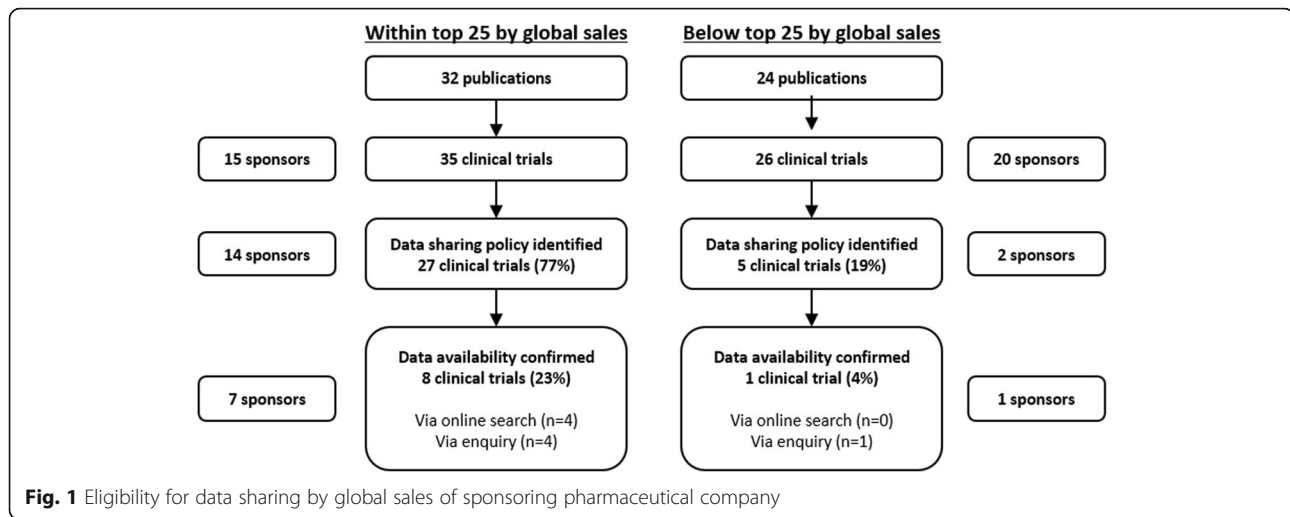 Within top 25 by global sales
Below top 25 by global sales
32 publications
24 publications
15 sponsors
35 clinical trials
26 clinical trials
20 sponsors
14 sponsors
Data sharing policy identified
27 clinical trials (77%)
Data sharing policy identified
5 clinical trials (19%)
2 sponsors
7 sponsors
Data availability confirmed
8 clinical trials (23%)
Via online search (n=4)
Via enquiry (n=4)
Data availability confirmed
1 clinical trial (4%)
Via online search (n=0)
Via enquiry (n=1)
1 sponsors
Fig. 1 Eligibility for data sharing by global sales of sponsoring pharmaceutical company